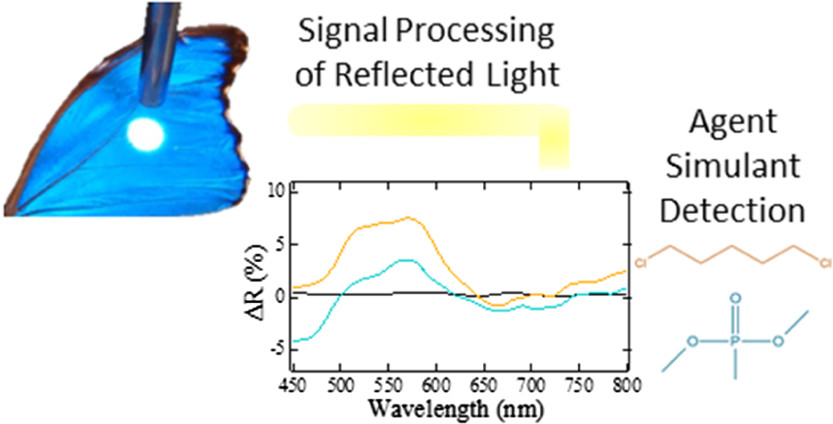 Signal Processing
of Reflected Light
Agent
Simulant
Detection
10
5
0
-5
ΔR (%)
450 500 550 600 650 700 750 800
Wavelength (nm)
Cl Cl
O
O P O